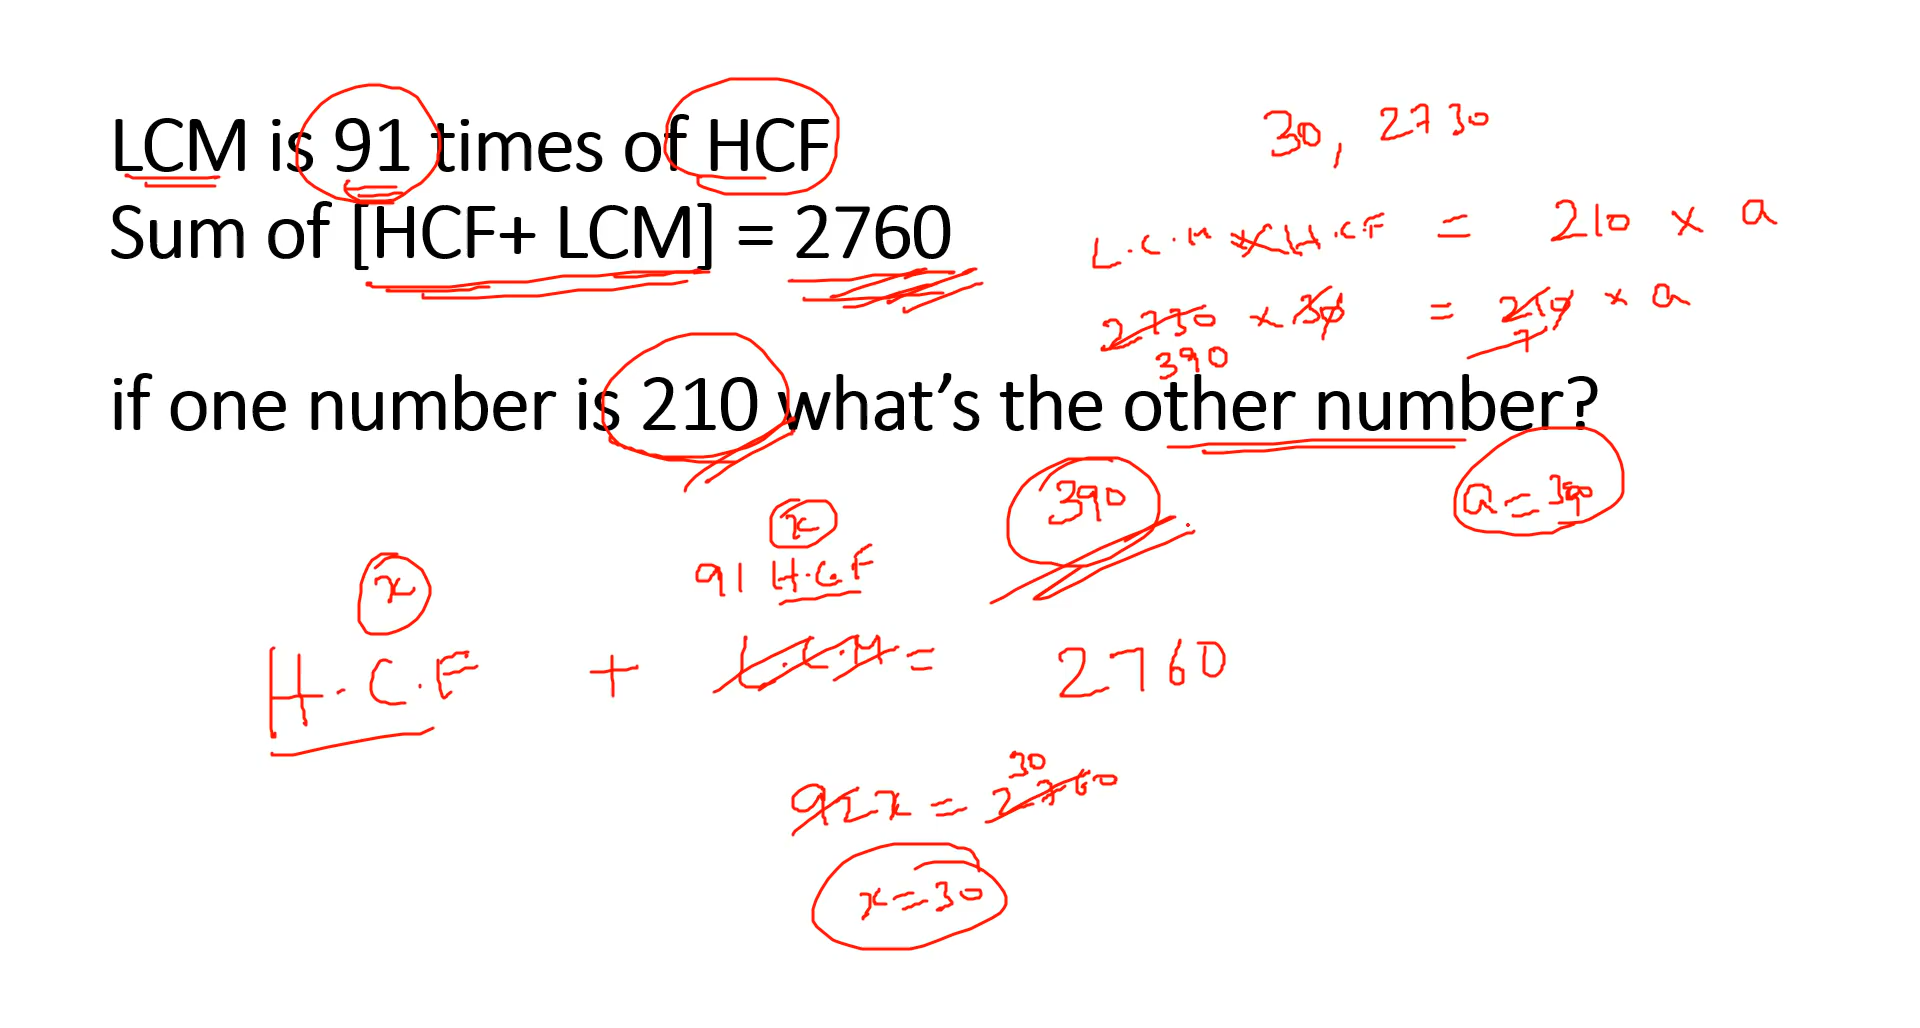 LCM is 91 times of HCF
Sum of [HCF+ LCM] = 2760
if one number is 210 what's the other number?
30, 2730
L.C.M x H.C.F = 210 x a
2730 x 30 = 210 x a
390 7
a = 390
390
x
x
91 H.C.F
H.C.F + L.C.M = 2760
30
92x = 2760
x = 30